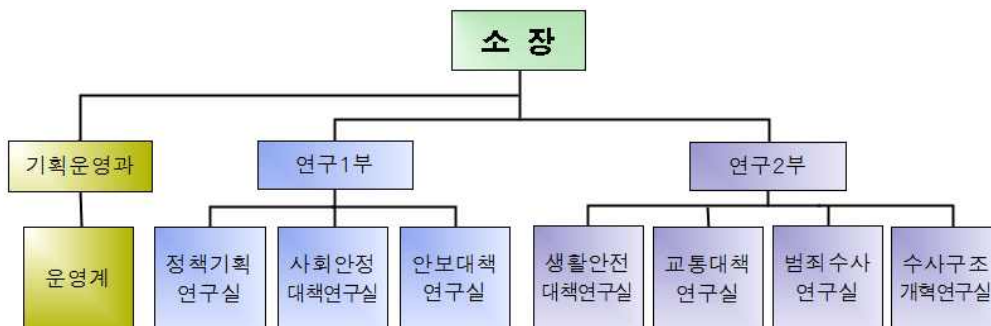 소 장
기획운영과
연구1부
연구2부
운영계
정책기획
연구실
사회안정
대책연구실
안보대책
연구실
생활안전
대책연구실
교통대책
연구실
범죄수사
연구실
수사구조
개혁연구실